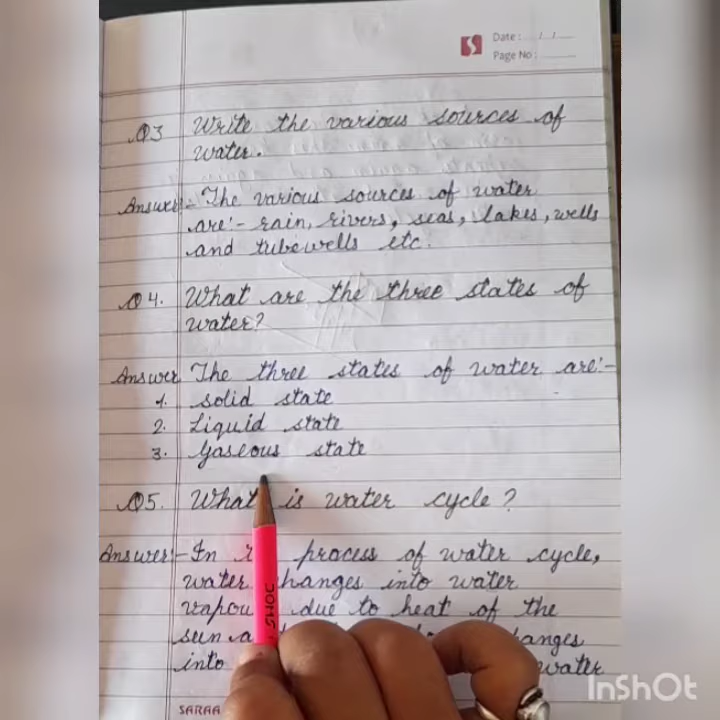 Date : / /
Page No :
Q3 Write the various sources of
water.
Answer:- The various sources of water
are:- rain, rivers, seas, lakes, wells
and tubewells etc.
Q4. What are the three states of
water?
Answer The three states of water are:-
1. solid state
2. Liquid state
3. Gaseous state
Q5. What is water cycle?
Answer:- In process of water cycle,
water changes into water
vapou due to heat of the
sun
into water
SARAA
DOMS
InShOt